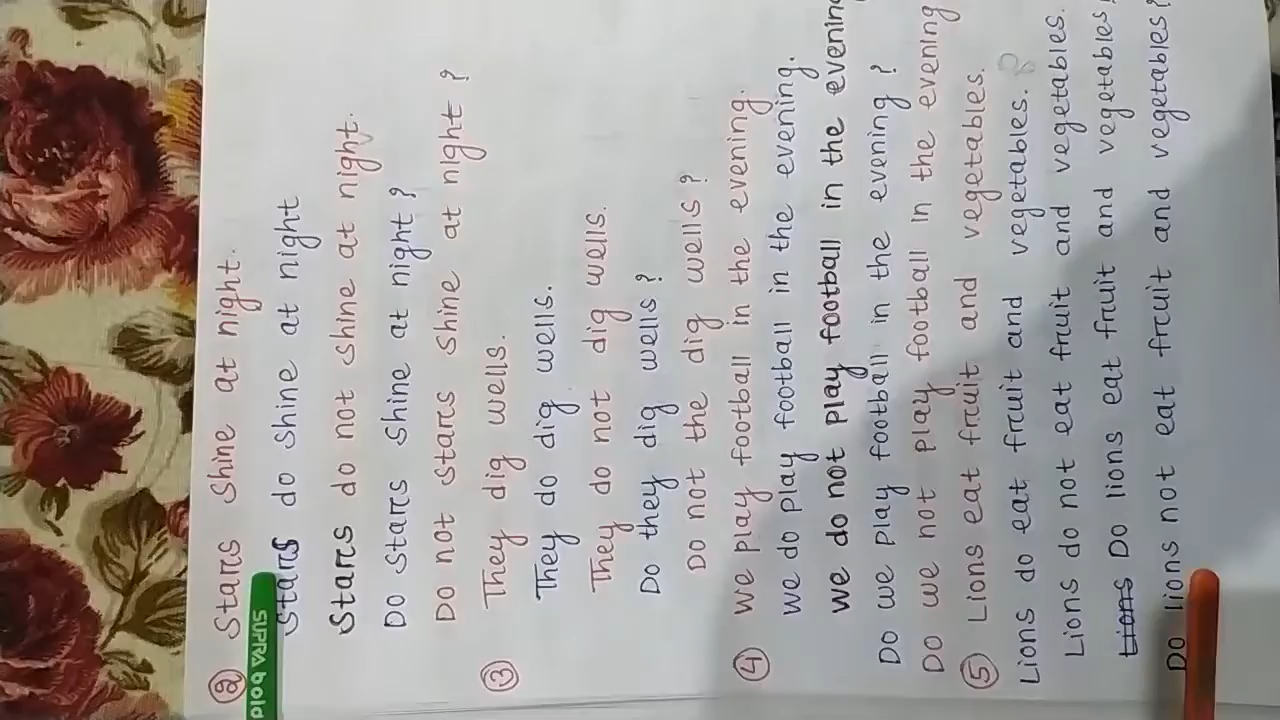 ② Stars shine at night.
Stars do shine at night
Stars do not shine at night.
Do stars shine at night?
Do not stars shine at night?
③ They dig wells.
They do dig wells.
They do not dig wells.
Do they dig wells?
Do not the dig wells?
④ we play football in the evening.
we do play football in the evening.
we do not play football in the evening
Do we play football in the evening?
Do we not play football in the evening
⑤ Lions eat fruit and vegetables.
Lions do eat fruit and vegetables.
Lions do not eat fruit and vegetables.
Lions Do lions eat fruit and vegetables?
Do lions not eat fruit and vegetables?
SUPRA bold